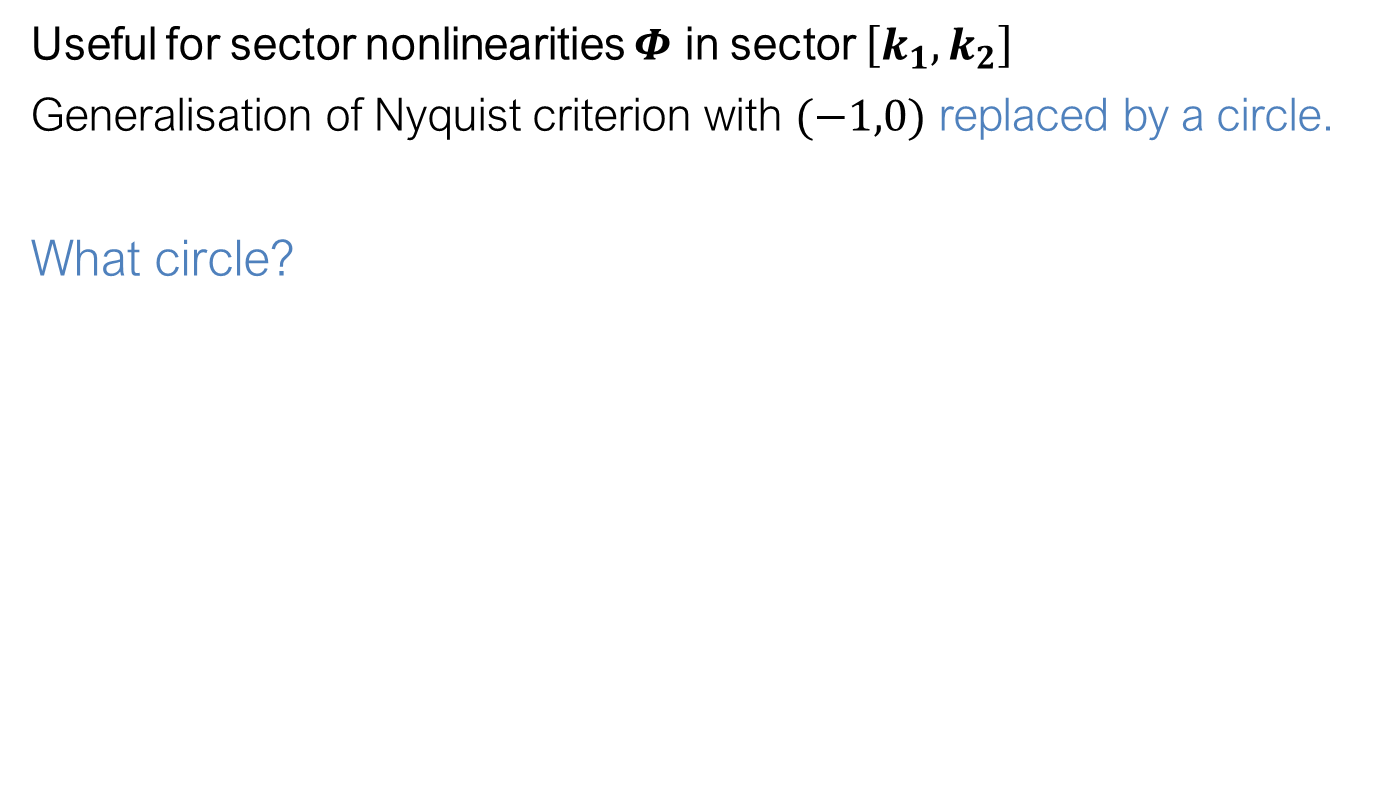 Useful for sector nonlinearities 𝜱 in sector [𝒌₁, 𝒌₂]
Generalisation of Nyquist criterion with (−1,0) replaced by a circle.
What circle?